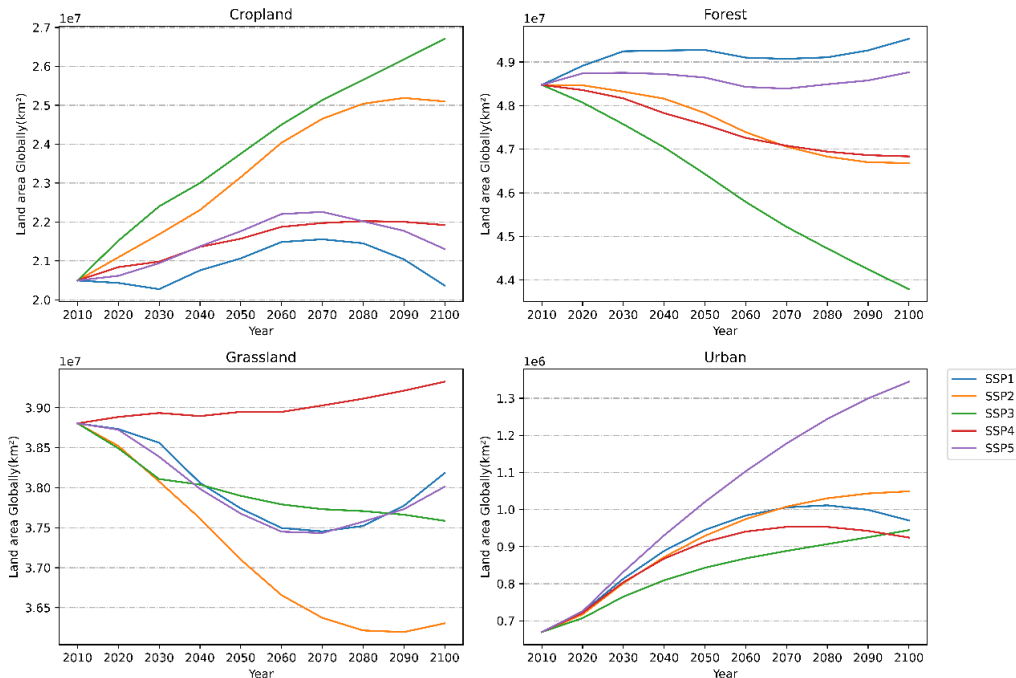 Cropland
1e7
Land area Globally(km²)
2.7
2.6
2.5
2.4
2.3
2.2
2.1
2.0
2010 2020 2030 2040 2050 2060 2070 2080 2090 2100
Year
Forest
1e7
Land area Globally(km²)
4.9
4.8
4.7
4.6
4.5
4.4
2010 2020 2030 2040 2050 2060 2070 2080 2090 2100
Year
Grassland
1e7
Land area Globally(km²)
3.90
3.85
3.80
3.75
3.70
3.65
2010 2020 2030 2040 2050 2060 2070 2080 2090 2100
Year
Urban
1e6
Land area Globally(km²)
1.3
1.2
1.1
1.0
0.9
0.8
0.7
2010 2020 2030 2040 2050 2060 2070 2080 2090 2100
Year
SSP1
SSP2
SSP3
SSP4
SSP5